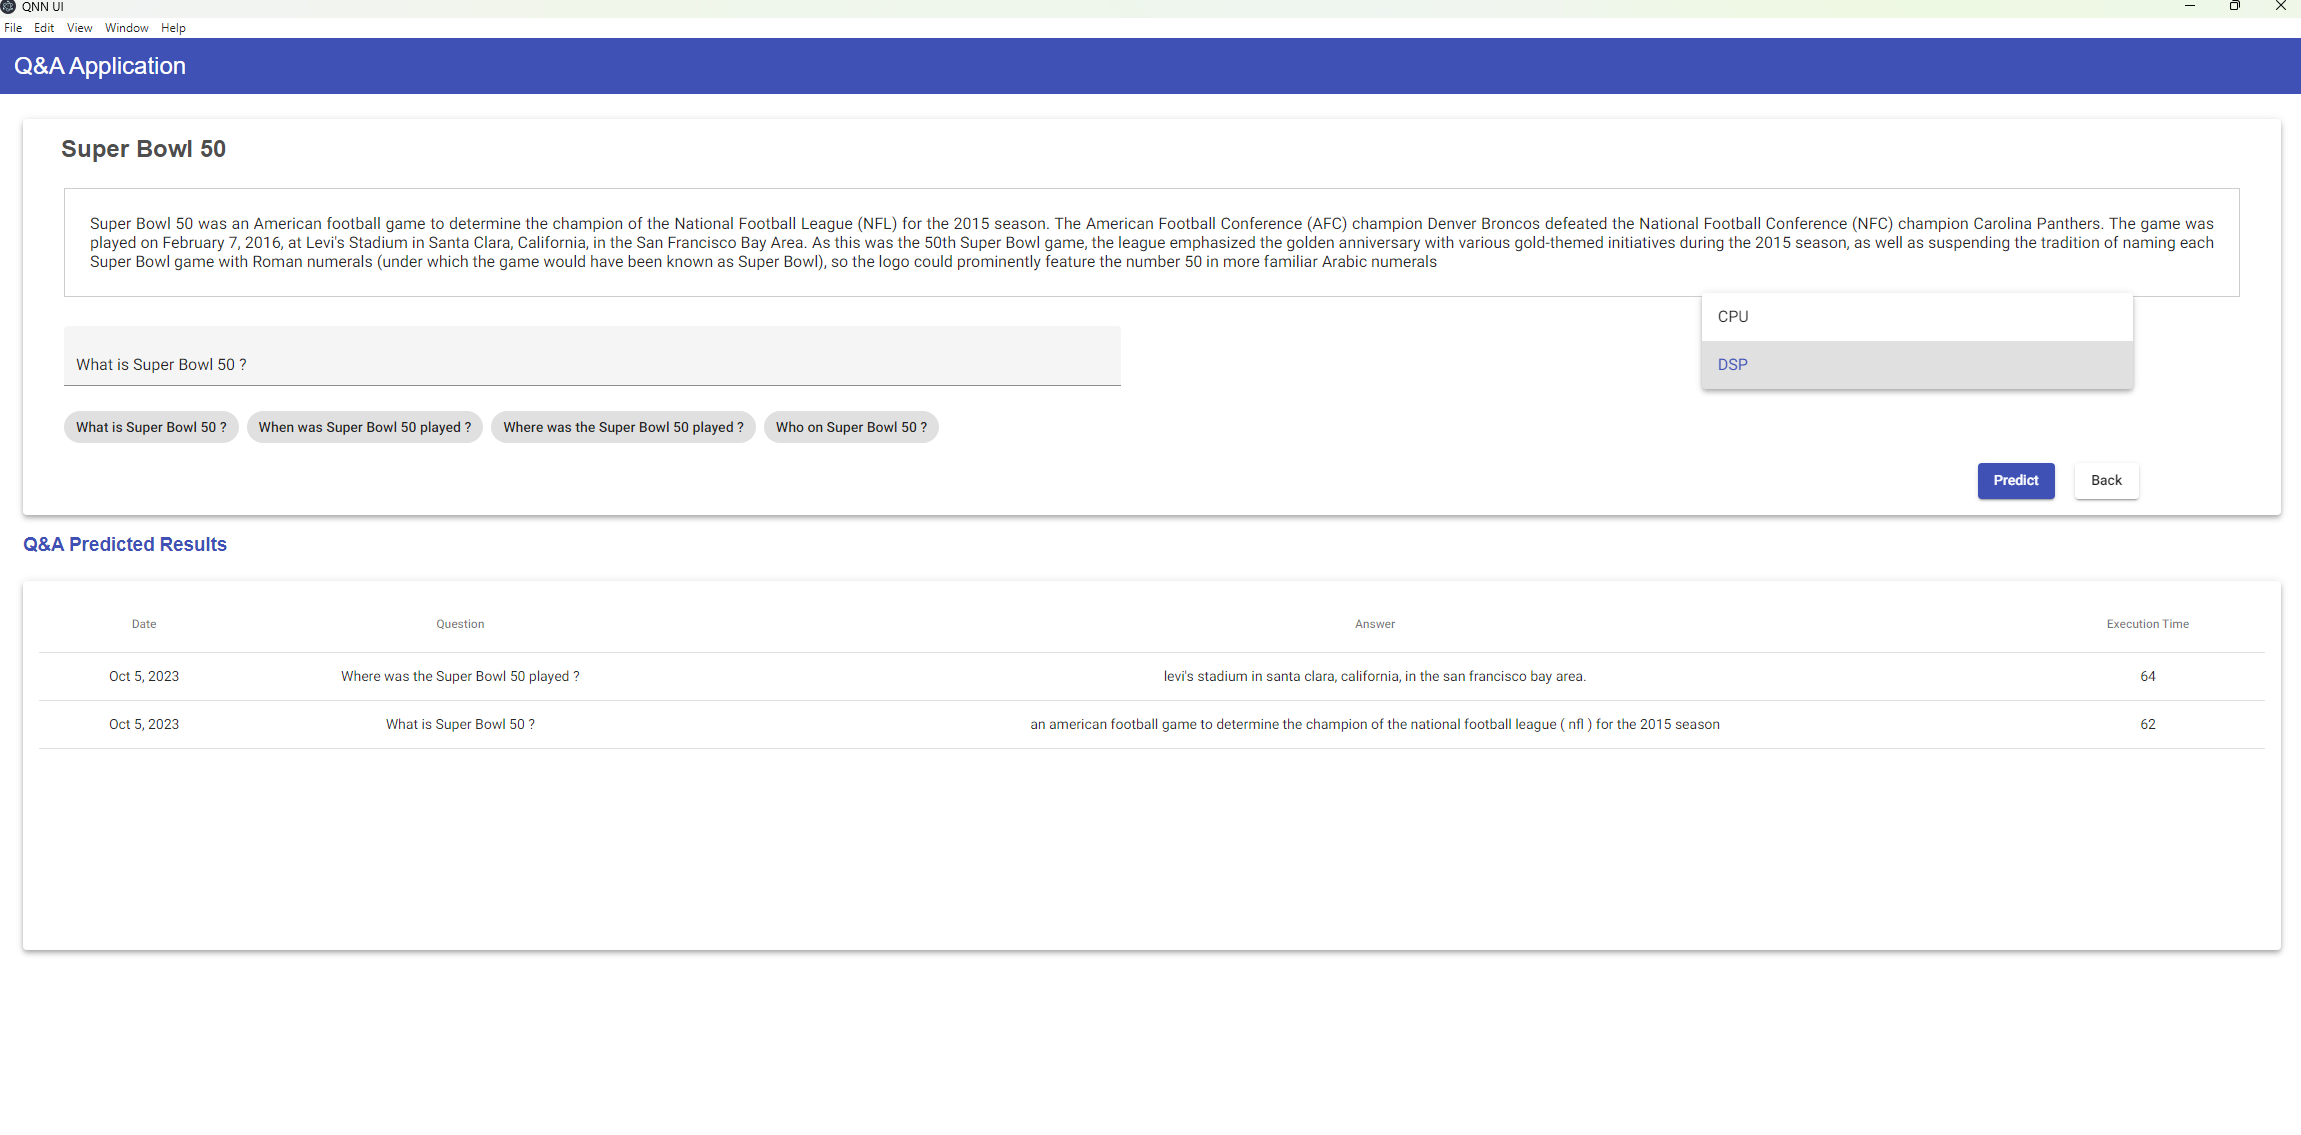 QNN UI
File Edit View Window Help
Q&A Application
Super Bowl 50
Super Bowl 50 was an American football game to determine the champion of the National Football League (NFL) for the 2015 season. The American Football Conference (AFC) champion Denver Broncos defeated the National Football Conference (NFC) champion Carolina Panthers. The game was
played on February 7, 2016, at Levi's Stadium in Santa Clara, California, in the San Francisco Bay Area. As this was the 50th Super Bowl game, the league emphasized the golden anniversary with various gold-themed initiatives during the 2015 season, as well as suspending the tradition of naming each
Super Bowl game with Roman numerals (under which the game would have been known as Super Bowl), so the logo could prominently feature the number 50 in more familiar Arabic numerals
CPU
What is Super Bowl 50 ?
DSP
What is Super Bowl 50 ? When was Super Bowl 50 played ? Where was the Super Bowl 50 played ? Who on Super Bowl 50 ?
Predict Back
Q&A Predicted Results
Date Question Answer Execution Time
Oct 5, 2023 Where was the Super Bowl 50 played ? levi's stadium in santa clara, california, in the san francisco bay area. 64
Oct 5, 2023 What is Super Bowl 50 ? an american football game to determine the champion of the national football league ( nfl ) for the 2015 season 62